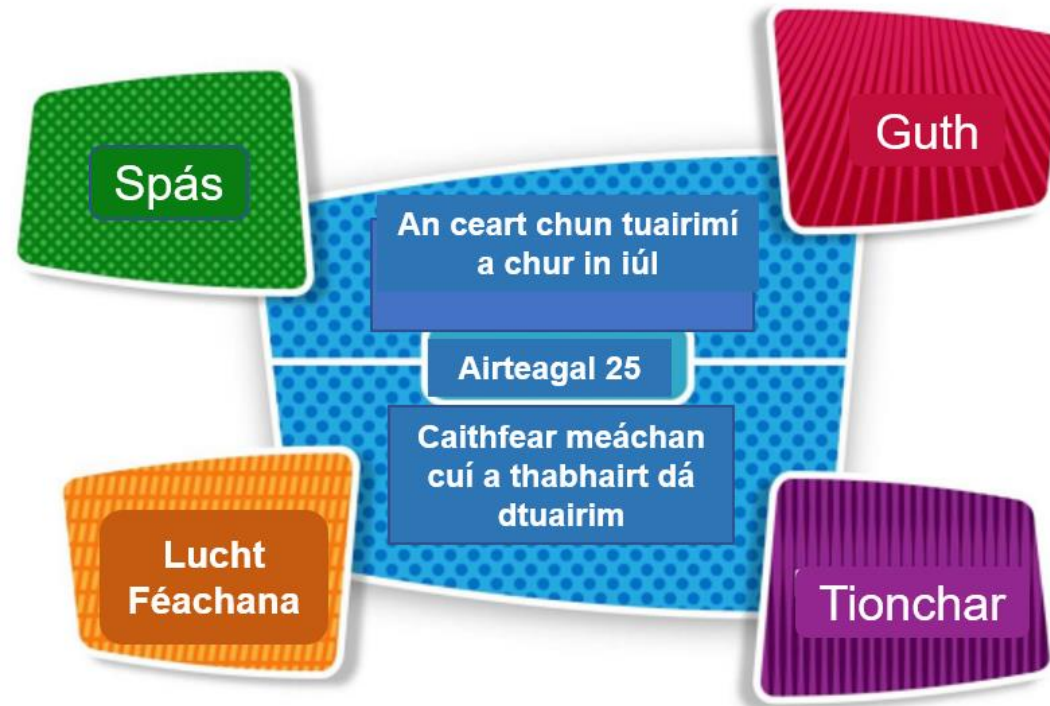 Spás
Guth
An ceart chun tuairimí
a chur in iúl
Airteagal 25
Caithfear meáchan
cuí a thabhairt dá
dtuairim
Lucht
Féachana
Tionchar